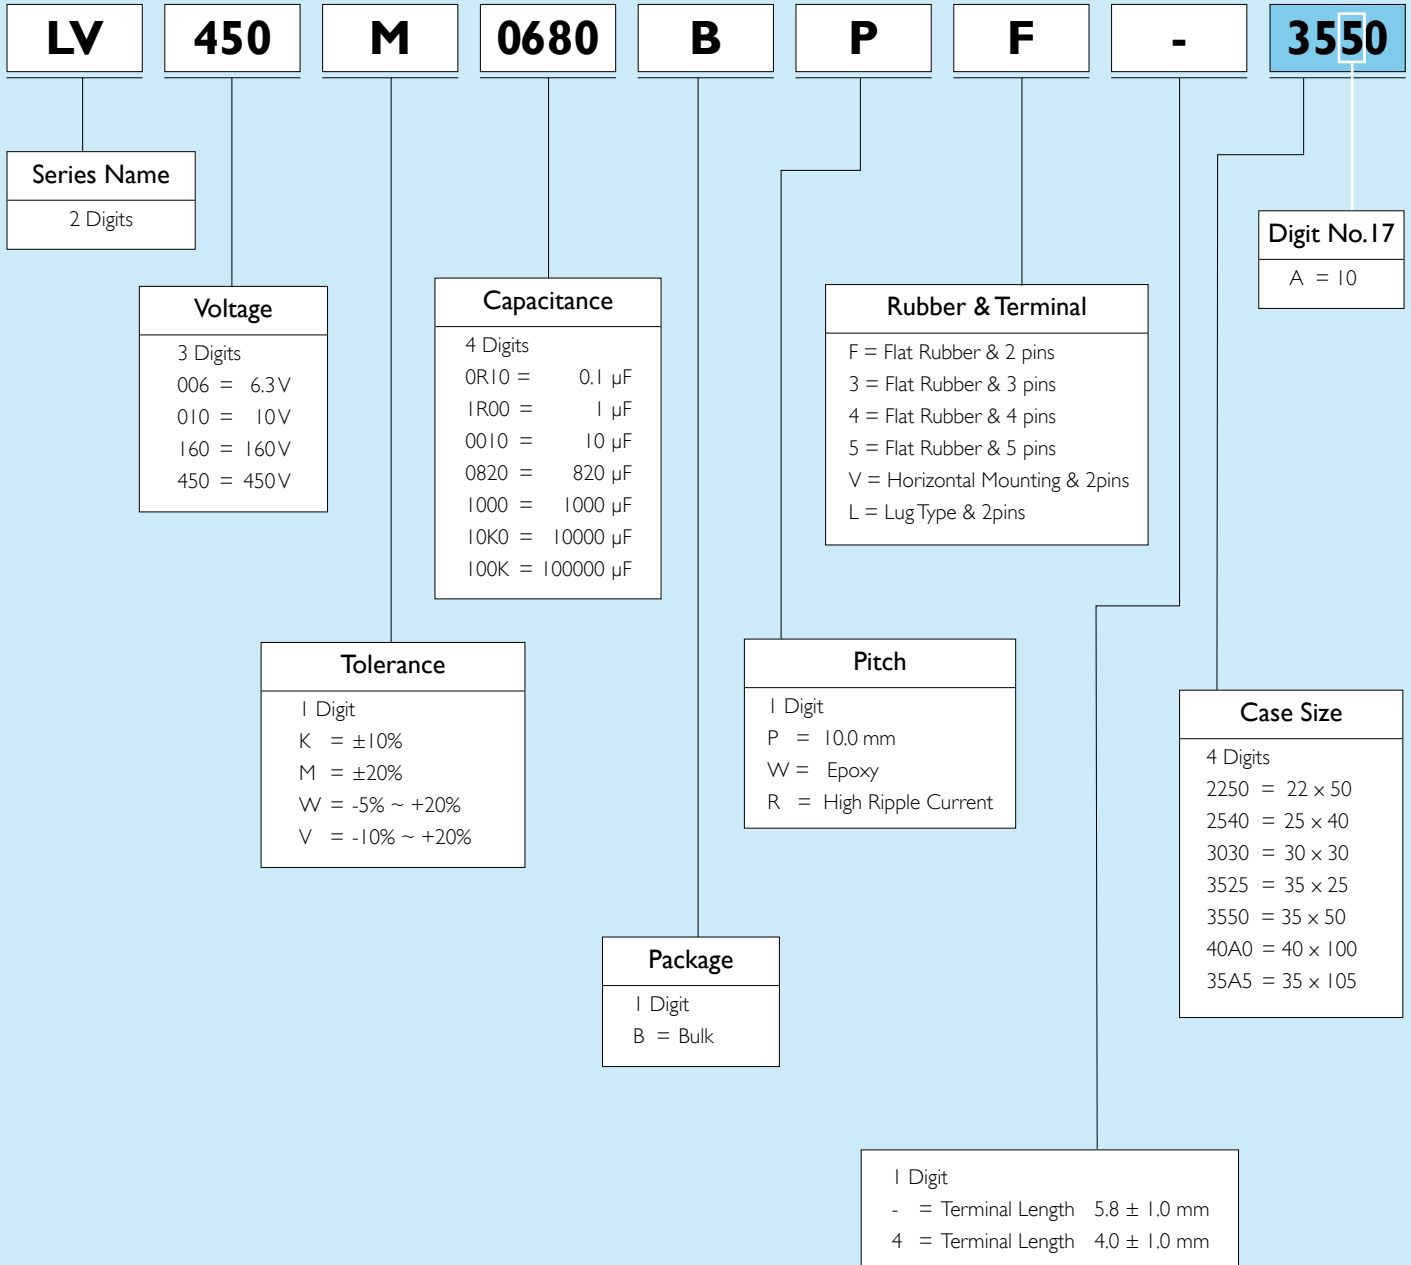 LV 450 M 0680 B P F - 3550
Series Name
2 Digits
Voltage
3 Digits
006 = 6.3V
010 = 10V
160 = 160V
450 = 450V
Capacitance
4 Digits
0R10 = 0.1 µF
1R00 = 1 µF
0010 = 10 µF
0820 = 820 µF
1000 = 1000 µF
10K0 = 10000 µF
100K = 100000 µF
Rubber & Terminal
F = Flat Rubber & 2 pins
3 = Flat Rubber & 3 pins
4 = Flat Rubber & 4 pins
5 = Flat Rubber & 5 pins
V = Horizontal Mounting & 2pins
L = Lug Type & 2pins
Digit No.17
A = 10
Tolerance
1 Digit
K = ±10%
M = ±20%
W = -5% ~ +20%
V = -10% ~ +20%
Pitch
1 Digit
P = 10.0 mm
W = Epoxy
R = High Ripple Current
Case Size
4 Digits
2250 = 22 x 50
2540 = 25 x 40
3030 = 30 x 30
3525 = 35 x 25
3550 = 35 x 50
40A0 = 40 x 100
35A5 = 35 x 105
Package
1 Digit
B = Bulk
1 Digit
- = Terminal Length 5.8 ± 1.0 mm
4 = Terminal Length 4.0 ± 1.0 mm